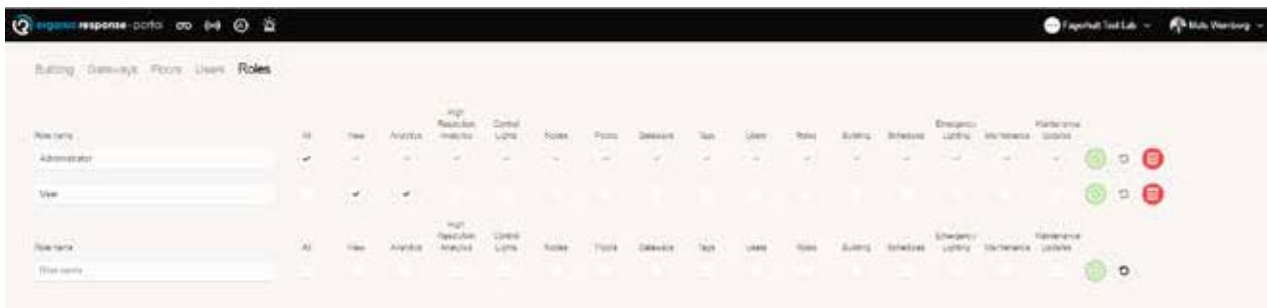 organic response portal
Fagerhult Test Lab
Building Gateways Floors Users Roles
Role name All View Analytics High Resolution Analytics Control Lights Nodes Floors Gateways Tags Users Roles Building Schedules Emergency Lighting Maintenance Maintenance Updates
Administrator
User
Role name All View Analytics High Resolution Analytics Control Lights Nodes Floors Gateways Tags Users Roles Building Schedules Emergency Lighting Maintenance Maintenance Updates
Role name